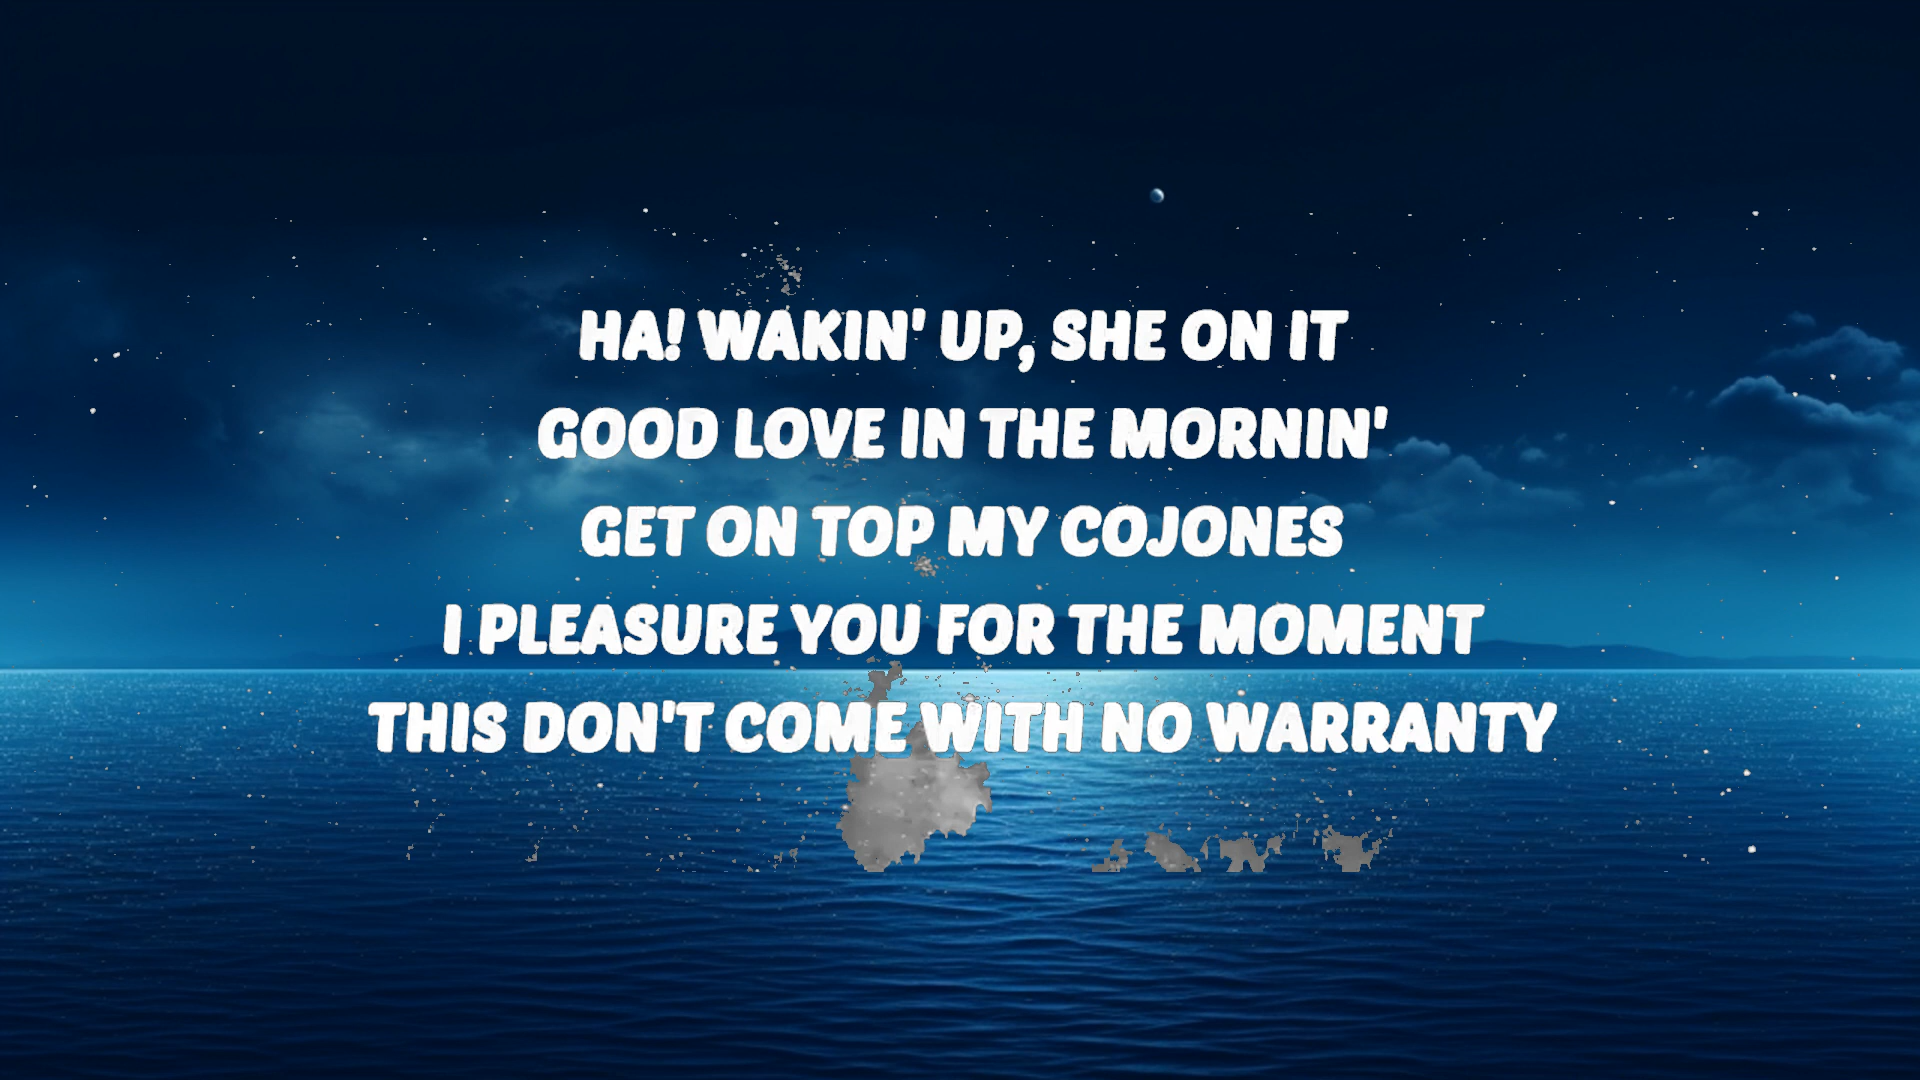 HA! WAKIN' UP, SHE ON IT
GOOD LOVE IN THE MORNIN'
GET ON TOP MY COJONES
I PLEASURE YOU FOR THE MOMENT
THIS DON'T COME WITH NO WARRANTY